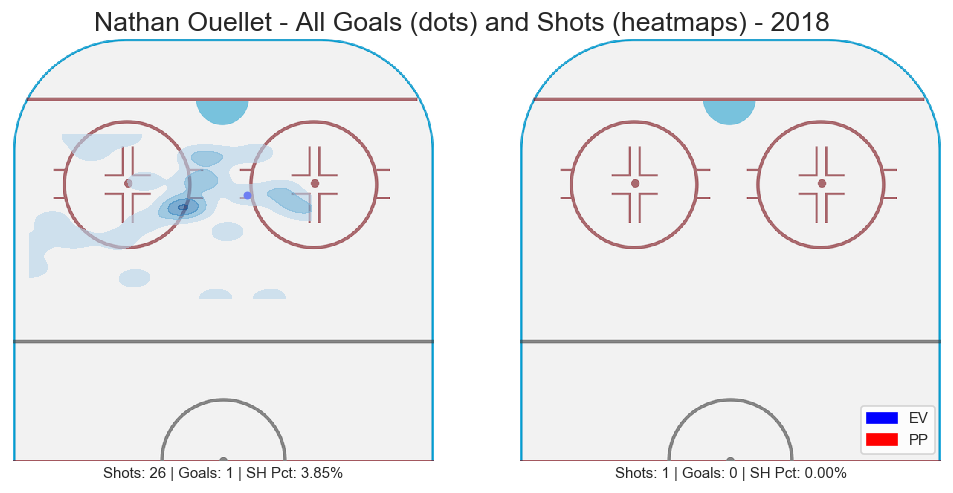 Nathan Ouellet - All Goals (dots) and Shots (heatmaps) - 2018
EV
PP
Shots: 26 | Goals: 1 | SH Pct: 3.85%
Shots: 1 | Goals: 0 | SH Pct: 0.00%